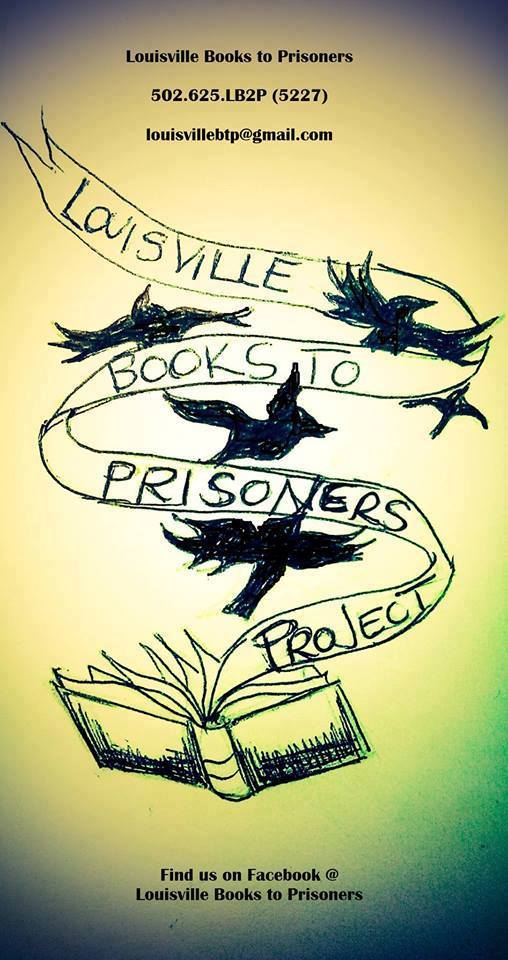 Louisville Books to Prisoners
502.625.LB2P (5227)
louisvillebtp@gmail.com
LOUISVILLE
BOOKS TO
PRISONERS
PROJECT
Find us on Facebook @
Louisville Books to Prisoners